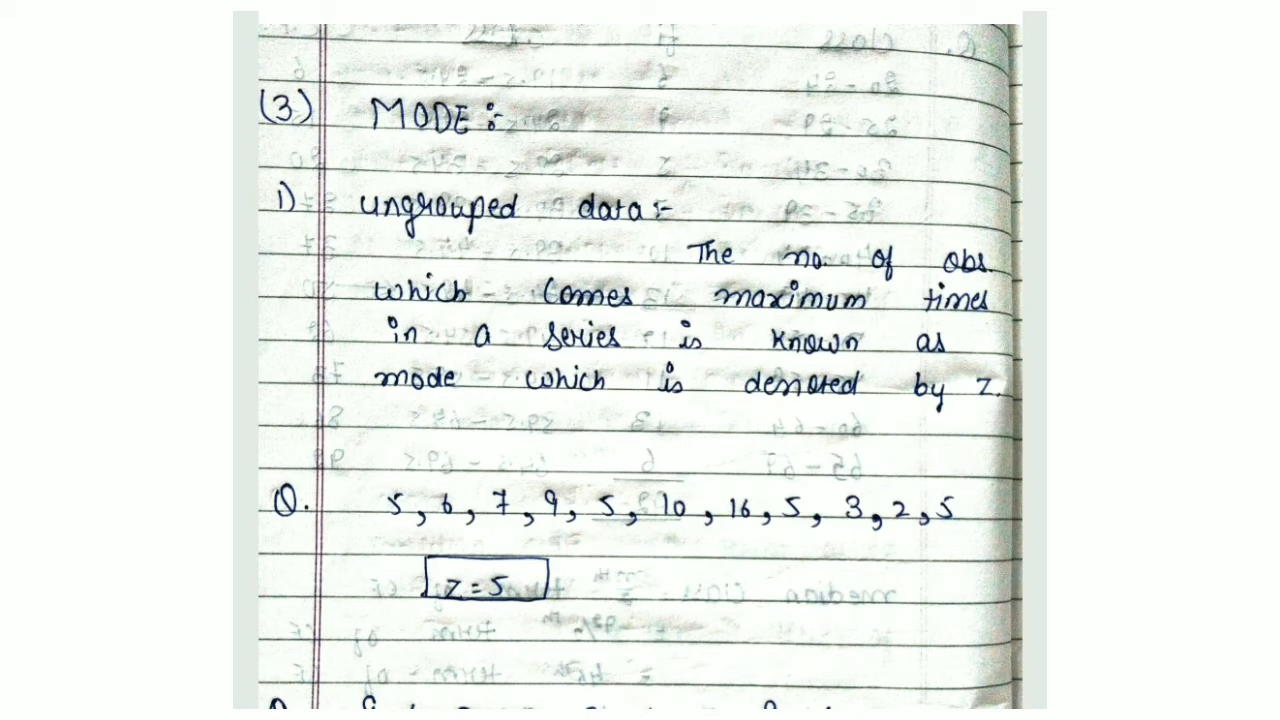 (3) MODE :-
1) ungrouped data :-
The no. of obs.
which comes maximum times
in a series is known as
mode which is denoted by Z.
Q. 5, 6, 7, 9, 5, 10, 16, 5, 3, 2, 5
Z = 5